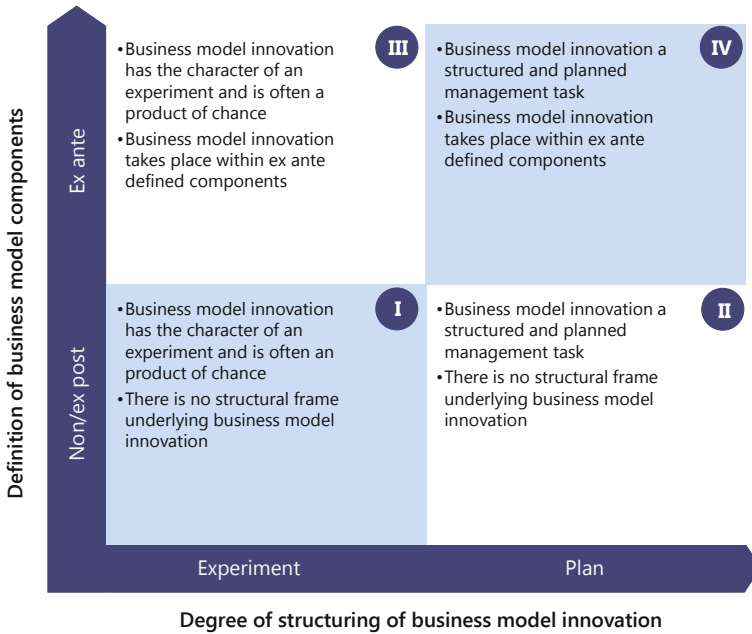 Definition of business model components
Ex ante
•Business model innovation
has the character of an
experiment and is often a
product of chance
•Business model innovation
takes place within ex ante
defined components
III
•Business model innovation a
structured and planned
management task
•Business model innovation
takes place within ex ante
defined components
IV
Non/ex post
•Business model innovation
has the character of an
experiment and is often an
product of chance
•There is no structural frame
underlying business model
innovation
I
•Business model innovation a
structured and planned
management task
•There is no structural frame
underlying business model
innovation
II
Experiment
Plan
Degree of structuring of business model innovation